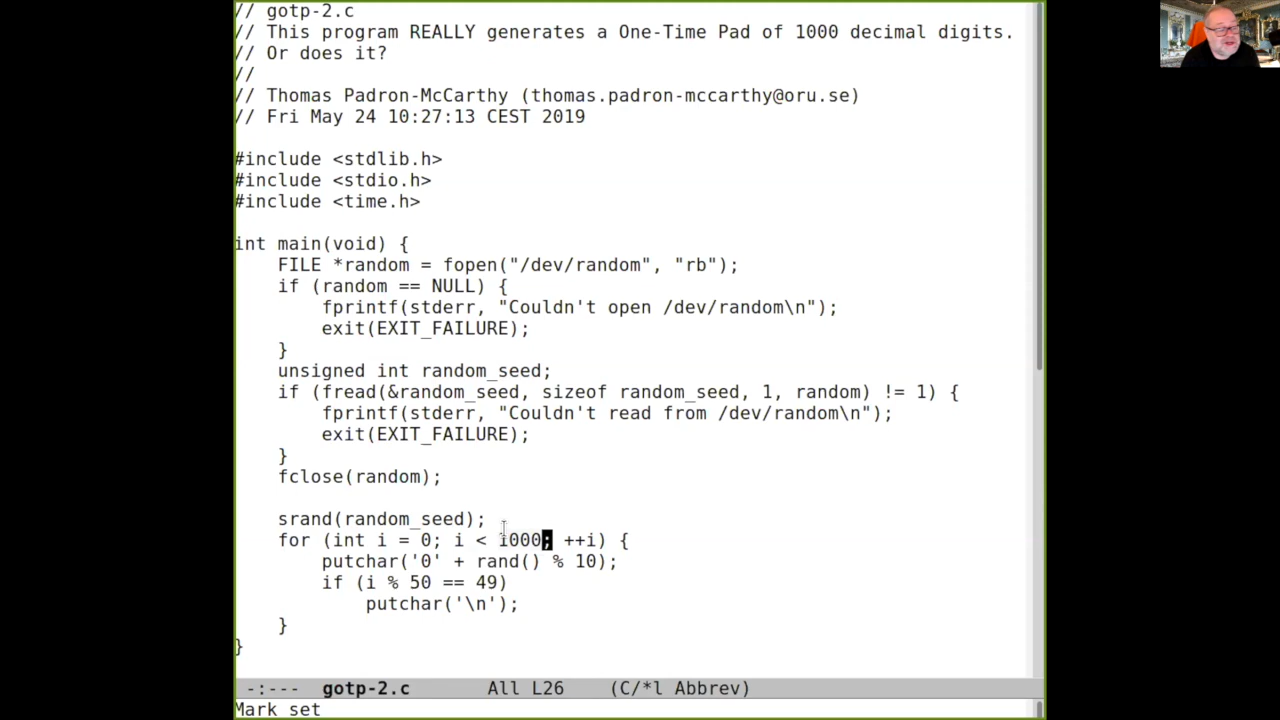 // gotp-2.c
// This program REALLY generates a One-Time Pad of 1000 decimal digits.
// Or does it?
//
// Thomas Padron-McCarthy (thomas.padron-mccarthy@oru.se)
// Fri May 24 10:27:13 CEST 2019

#include <stdlib.h>
#include <stdio.h>
#include <time.h>

int main(void) {
    FILE *random = fopen("/dev/random", "rb");
    if (random == NULL) {
        fprintf(stderr, "Couldn't open /dev/random\n");
        exit(EXIT_FAILURE);
    }
    unsigned int random_seed;
    if (fread(&random_seed, sizeof random_seed, 1, random) != 1) {
        fprintf(stderr, "Couldn't read from /dev/random\n");
        exit(EXIT_FAILURE);
    }
    fclose(random);

    srand(random_seed);
    for (int i = 0; i < 1000; ++i) {
        putchar('0' + rand() % 10);
        if (i % 50 == 49)
            putchar('\n');
    }
}
-:---  gotp-2.c       All L26    (C/*l Abbrev)
Mark set